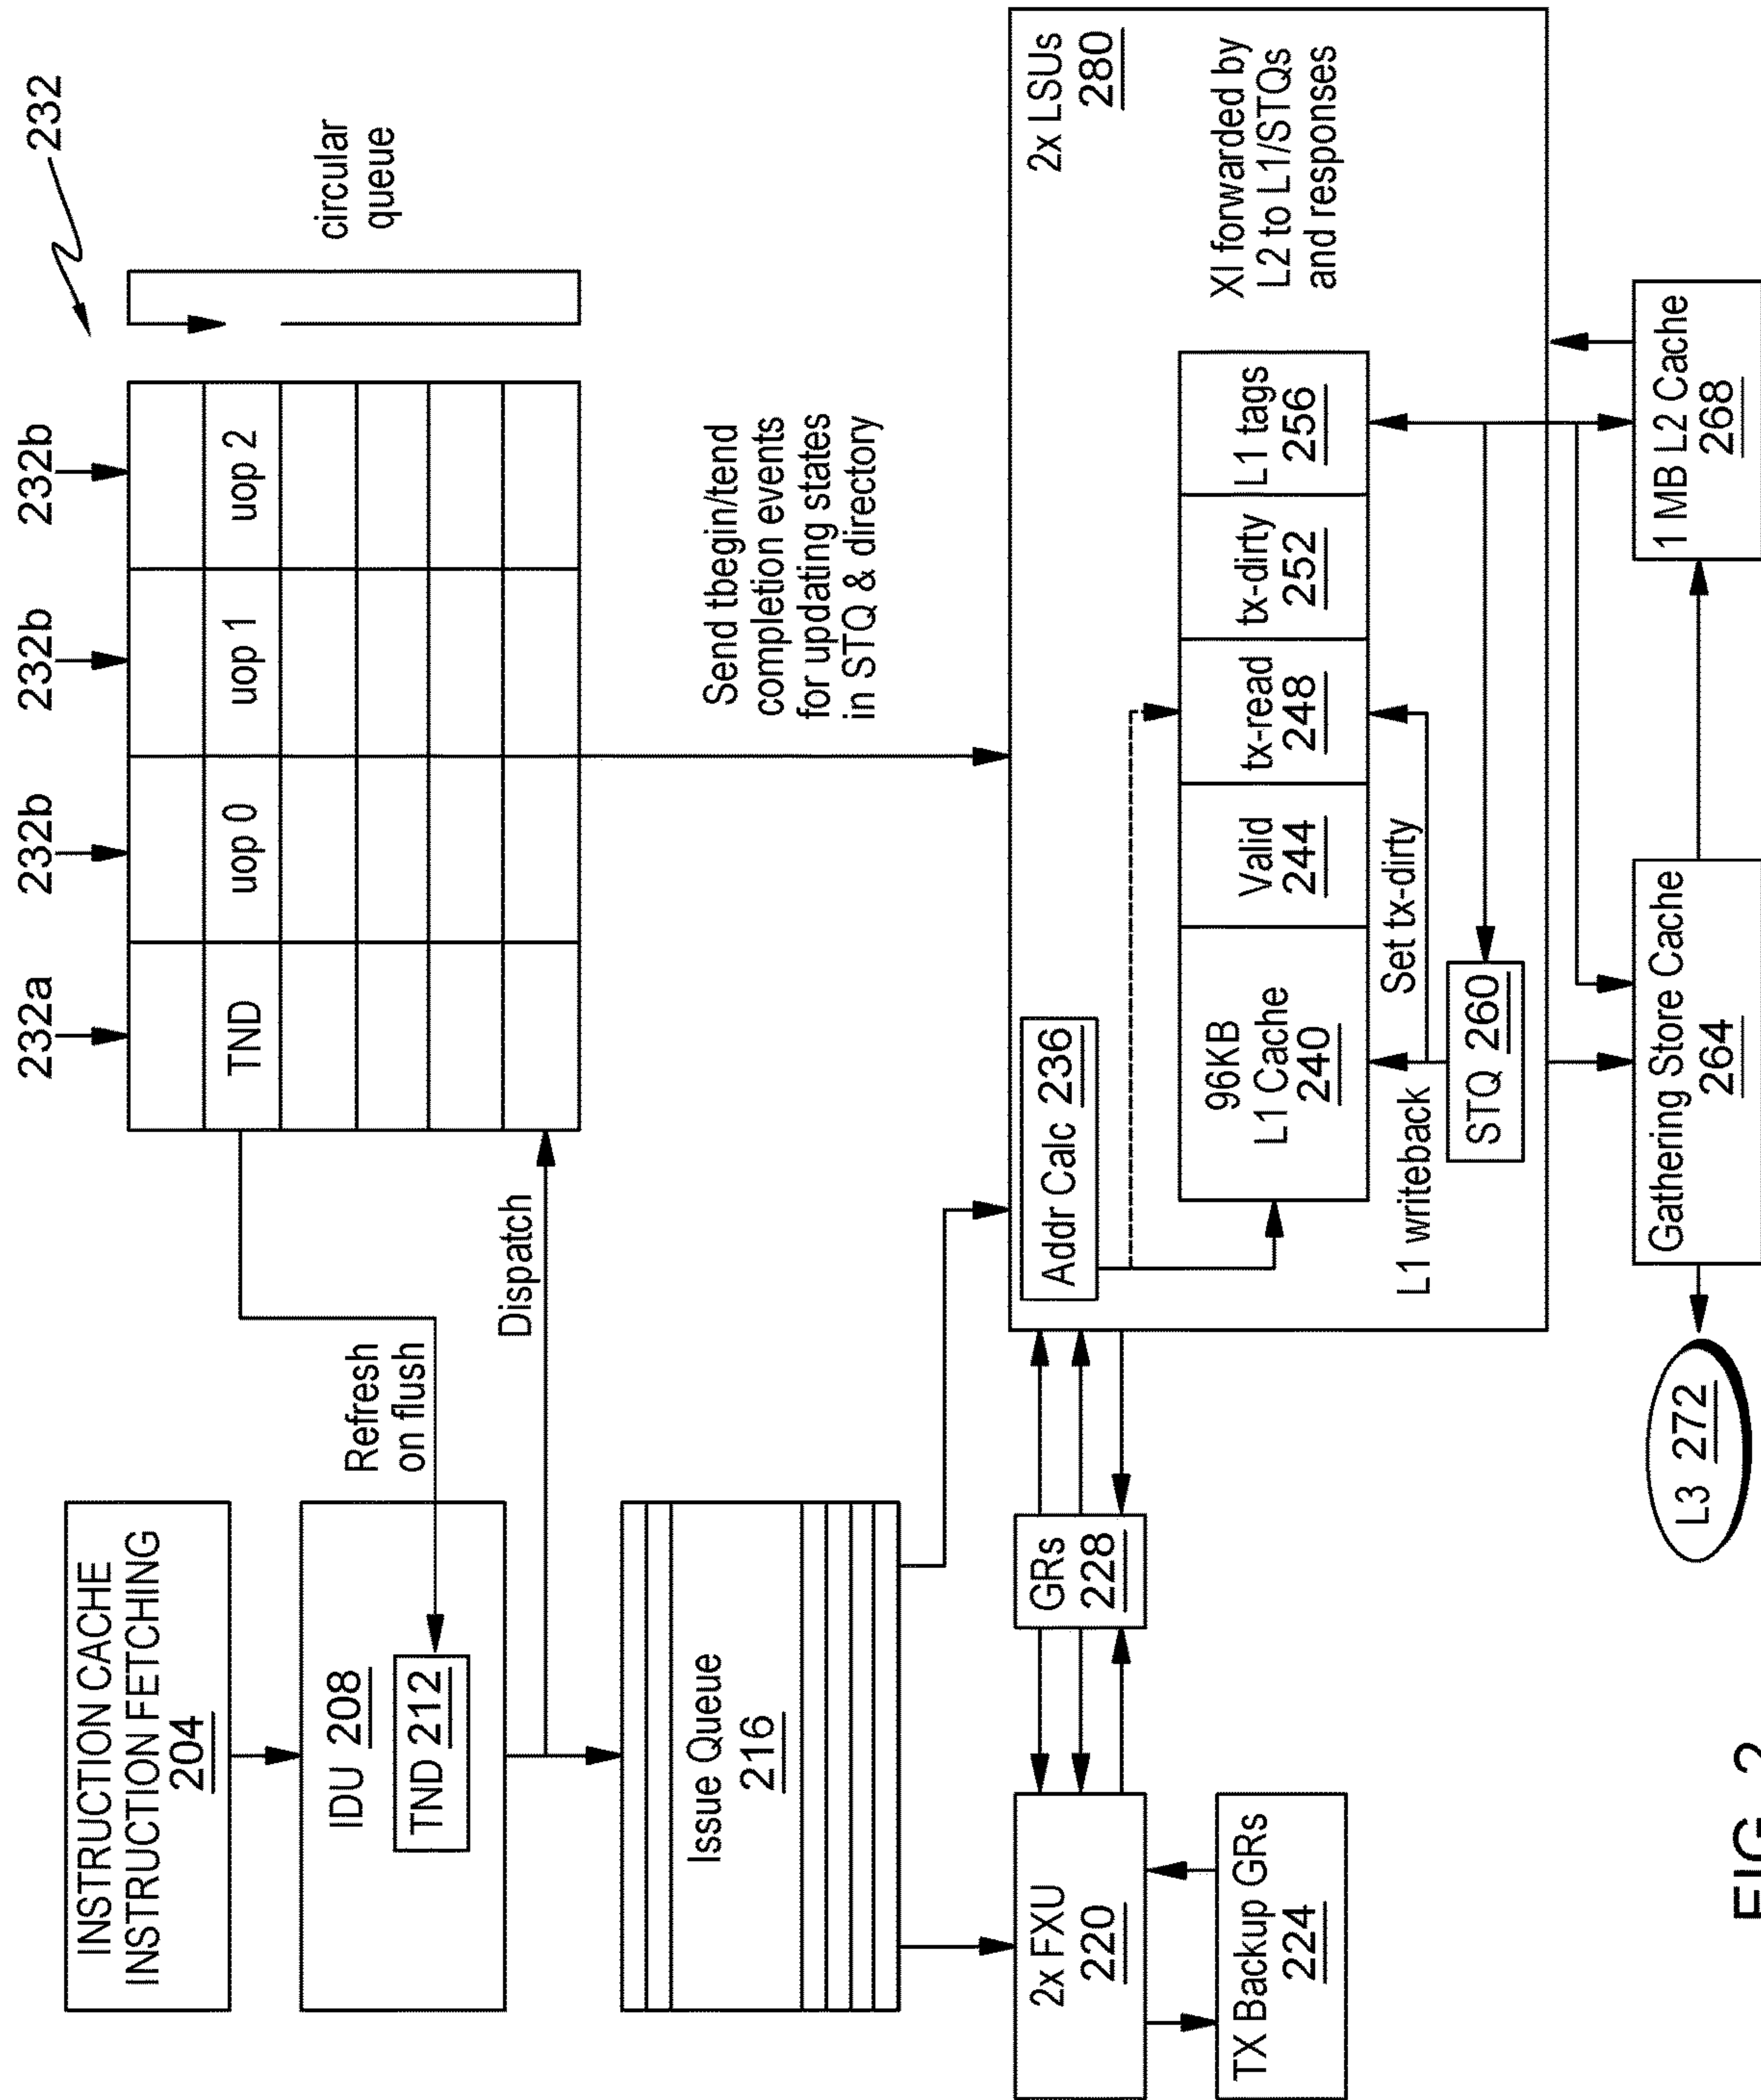 INSTRUCTION CACHE
INSTRUCTION FETCHING
204
IDU 208
TND 212
Refresh
on flush
Dispatch
232a
232b
232b
232b
232
TND
uop 0
uop 1
uop 2
circular
queue
Issue Queue
216
Send tbegin/tend
completion events
for updating states
in STQ & directory
2x FXU
220
TX Backup GRs
224
GRs
228
2x LSUs
280
Addr Calc 236
96KB
L1 Cache
240
Valid
244
tx-read
248
tx-dirty
252
L1 tags
256
XI forwarded by
L2 to L1/STQs
and responses
L1 writeback
Set tx-dirty
STQ 260
L3 272
Gathering Store Cache
264
1 MB L2 Cache
268
FIG. 2